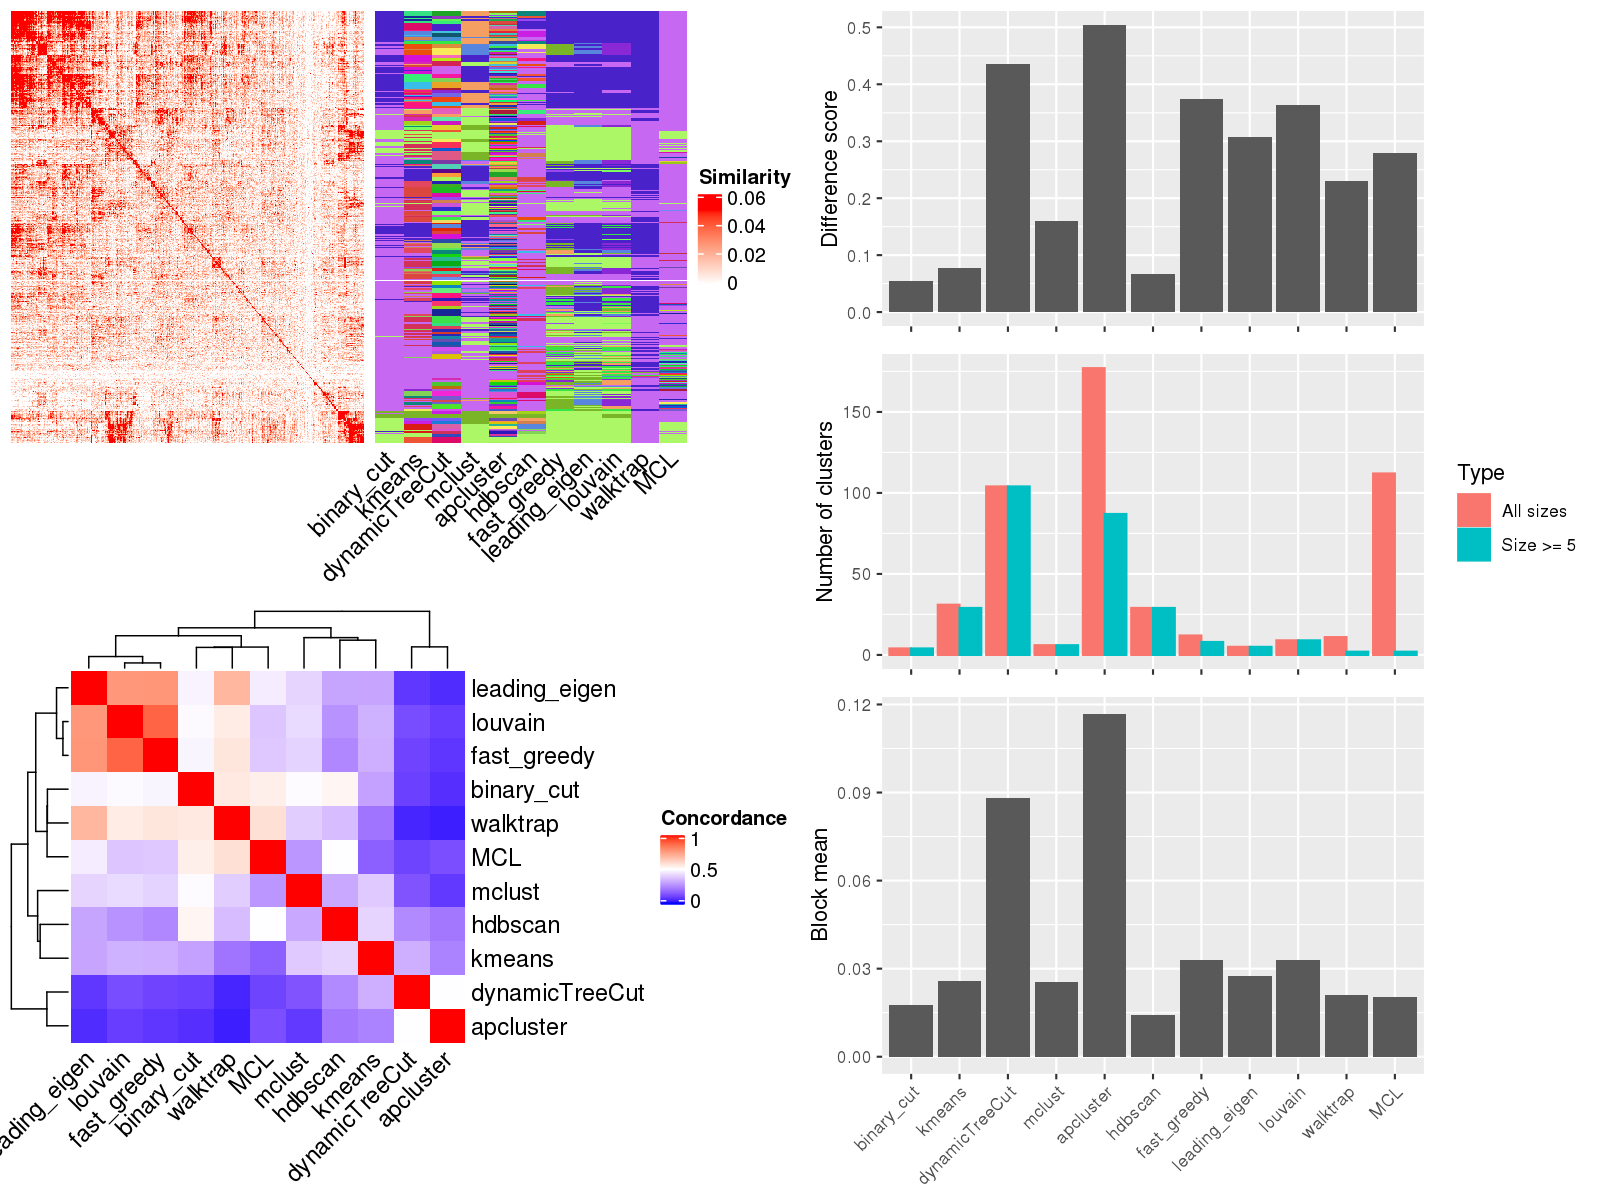 Similarity
0.06
0.04
0.02
0
binary_cut
kmeans
dynamicTreeCut
mclust
apcluster
hdbscan
fast_greedy
leading_eigen
louvain
walktrap
MCL
leading_eigen
louvain
fast_greedy
binary_cut
walktrap
MCL
mclust
hdbscan
kmeans
dynamicTreeCut
apcluster
Concordance
1
0.5
0
eading_eigen
louvain
fast_greedy
binary_cut
walktrap
MCL
mclust
hdbscan
kmeans
dynamicTreeCut
apcluster
Difference score
0.5
0.4
0.3
0.2
0.1
0.0
Number of clusters
150
100
50
0
Type
All sizes
Size >= 5
Block mean
0.12
0.09
0.06
0.03
0.00
binary_cut
kmeans
dynamicTreeCut
mclust
apcluster
hdbscan
fast_greedy
leading_eigen
louvain
walktrap
MCL